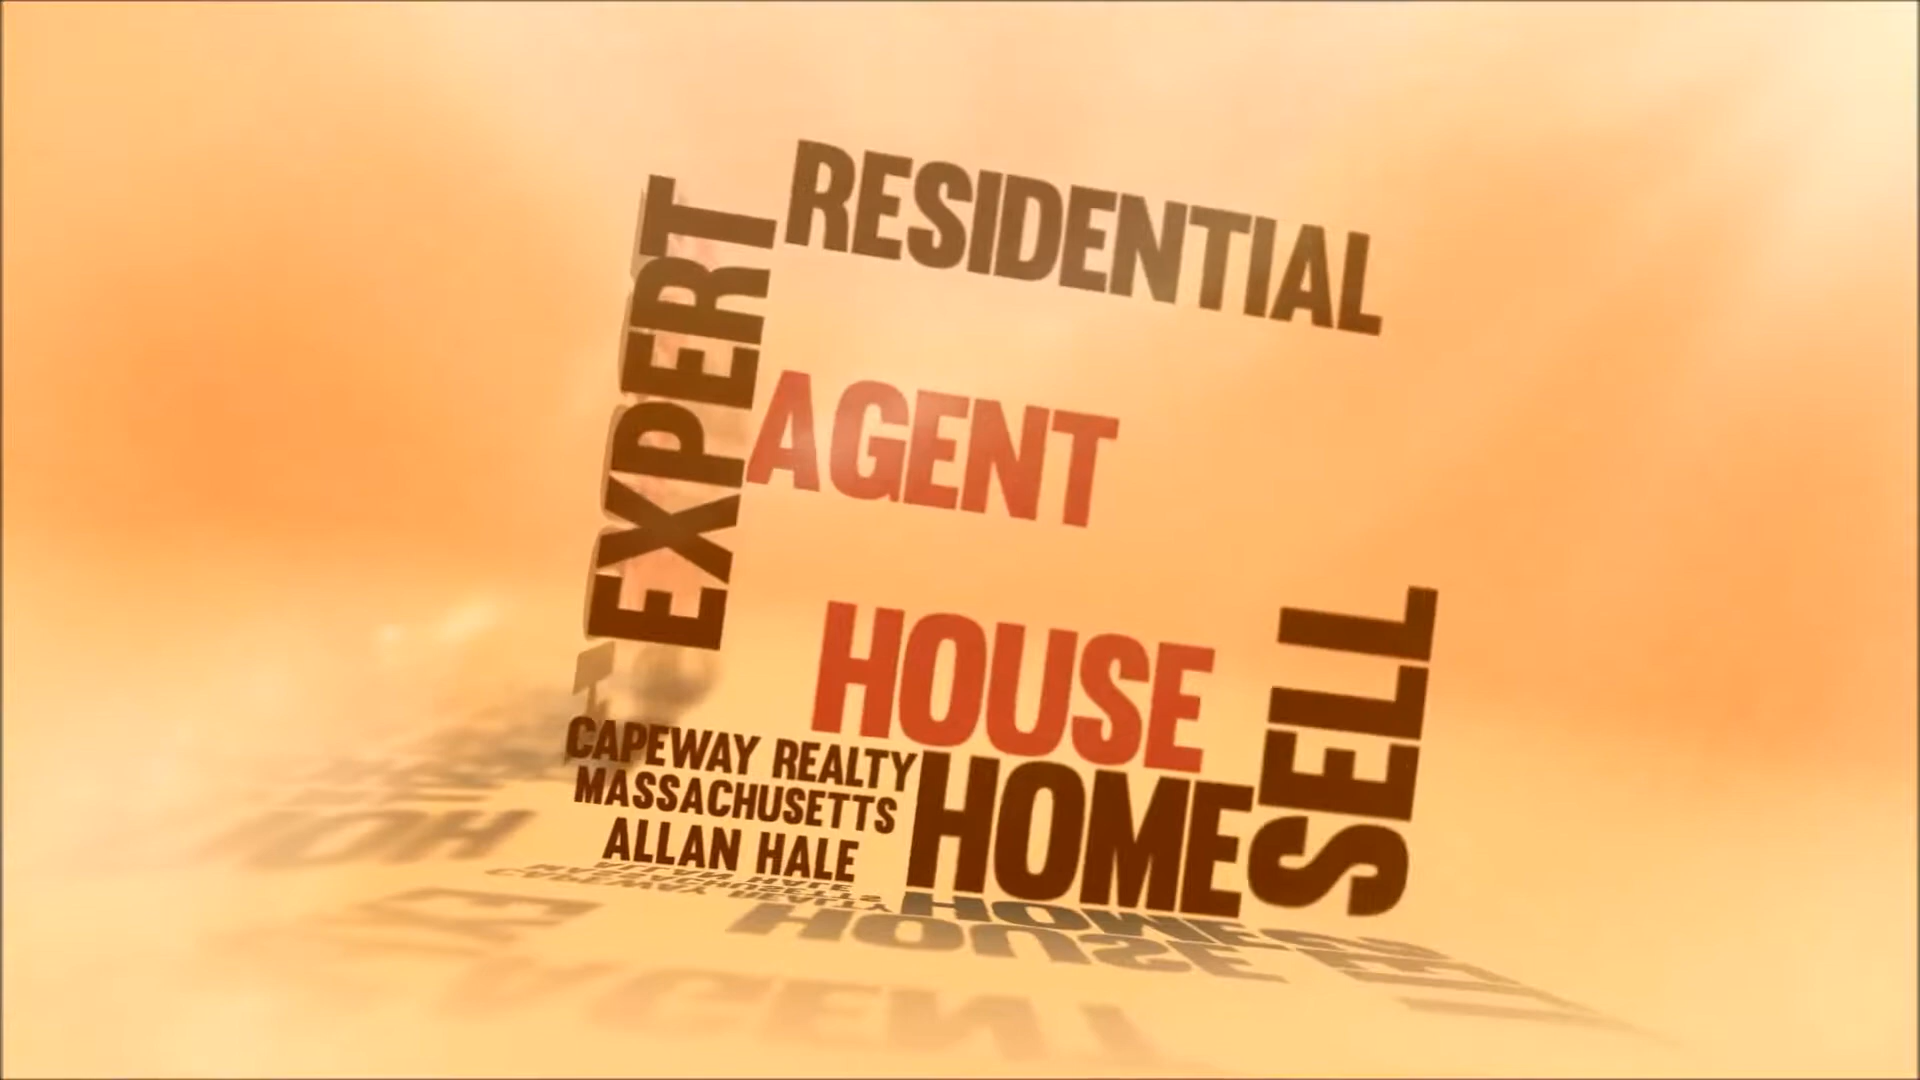 RESIDENTIAL
EXPERT
AGENT
HOUSE
SELL
CAPEWAY REALTY
HOME
MASSACHUSETTS
ALLAN HALE